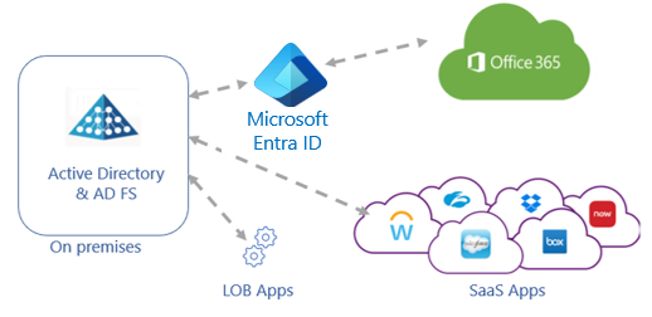 Office 365
Microsoft
Entra ID
Active Directory
& AD FS
On premises
W
now
box
LOB Apps
SaaS Apps